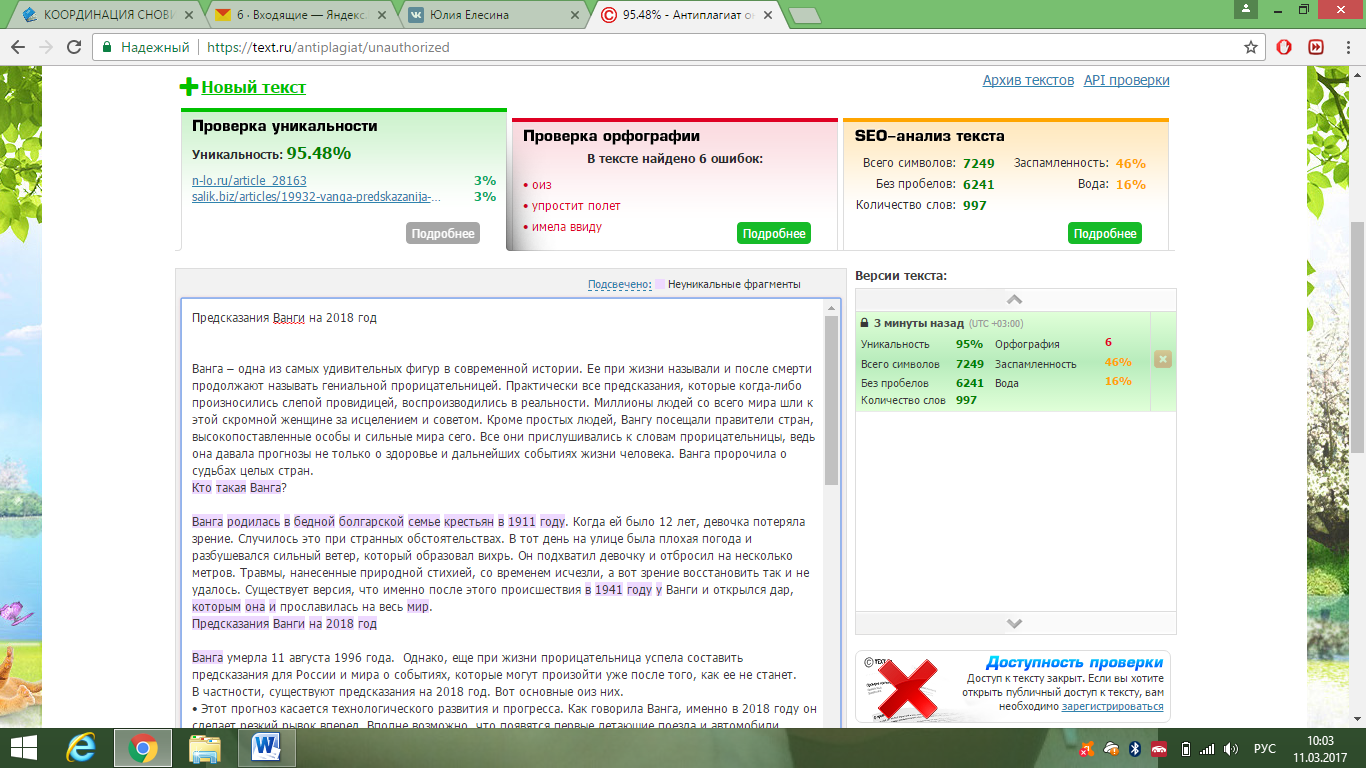 КООРДИНАЦИЯ СНОВИ
6 · Входящие — Яндекс.
Юлия Елесина
95.48% - Антиплагиат он
Надежный
https://text.ru/antiplagiat/unauthorized
Новый текст
Архив текстов API проверки
Проверка уникальности
Уникальность: 95.48%
n-lo.ru/article_28163 3%
salik.biz/articles/19932-vanga-predskazanija-... 3%
Подробнее
Проверка орфографии
В тексте найдено 6 ошибок:
• оиз
• упростит полет
• имела ввиду
Подробнее
SEO-анализ текста
Всего символов: 7249 Заспамленность: 46%
Без пробелов: 6241 Вода: 16%
Количество слов: 997
Подробнее
Подсвечено: Неуникальные фрагменты
Предсказания Ванги на 2018 год
Ванга – одна из самых удивительных фигур в современной истории. Ее при жизни называли и после смерти
продолжают называть гениальной прорицательницей. Практически все предсказания, которые когда-либо
произносились слепой провидицей, воспроизводились в реальности. Миллионы людей со всего мира шли к
этой скромной женщине за исцелением и советом. Кроме простых людей, Вангу посещали правители стран,
высокопоставленные особы и сильные мира сего. Все они прислушивались к словам прорицательницы, ведь
она давала прогнозы не только о здоровье и дальнейших событиях жизни человека. Ванга пророчила о
судьбах целых стран.
Кто такая Ванга?
Ванга родилась в бедной болгарской семье крестьян в 1911 году. Когда ей было 12 лет, девочка потеряла
зрение. Случилось это при странных обстоятельствах. В тот день на улице была плохая погода и
разбушевался сильный ветер, который образовал вихрь. Он подхватил девочку и отбросил на несколько
метров. Травмы, нанесенные природной стихией, со временем исчезли, а вот зрение восстановить так и не
удалось. Существует версия, что именно после этого происшествия в 1941 году у Ванги и открылся дар,
которым она и прославилась на весь мир.
Предсказания Ванги на 2018 год
Ванга умерла 11 августа 1996 года. Однако, еще при жизни прорицательница успела составить
предсказания для России и мира о событиях, которые могут произойти уже после того, как ее не станет.
В частности, существуют предсказания на 2018 год. Вот основные оиз них.
• Этот прогноз касается технологического развития и прогресса. Как говорила Ванга, именно в 2018 году он
сделает резкий рывок вперед. Вполне возможно, что появятся первые летающие поезда и автомобили
Версии текста:
3 минуты назад (UTC +03:00)
Уникальность 95% Орфография 6
Всего символов 7249 Заспамленность 46%
Без пробелов 6241 Вода 16%
Количество слов 997
Доступность проверки
Доступ к тексту закрыт. Если вы хотите
открыть публичный доступ к тексту, вам
необходимо зарегистрироваться
РУС
10:03
11.03.2017